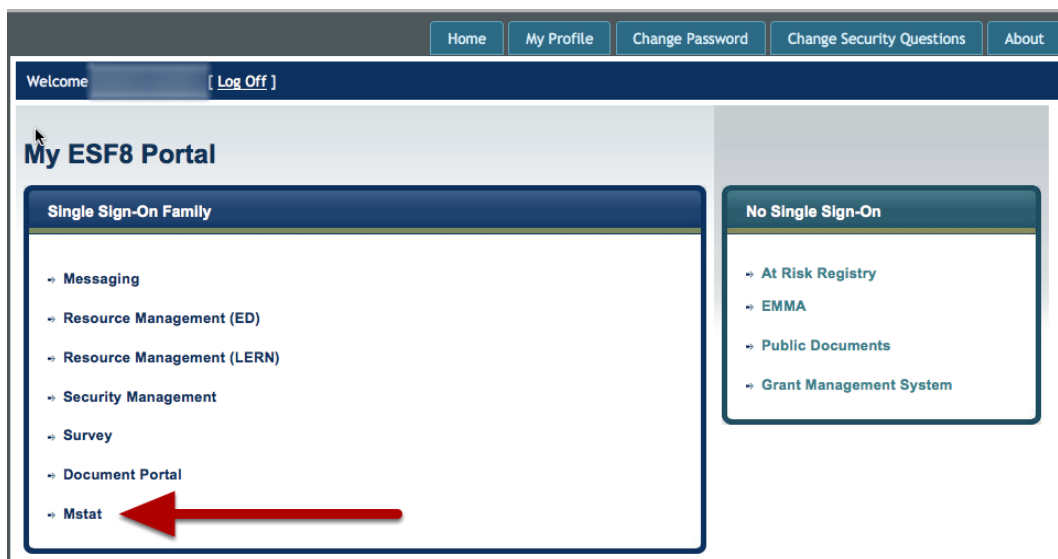 Home My Profile Change Password Change Security Questions About
Welcome [ Log Off ]
My ESF8 Portal
Single Sign-On Family
Messaging
Resource Management (ED)
Resource Management (LERN)
Security Management
Survey
Document Portal
Mstat
No Single Sign-On
At Risk Registry
EMMA
Public Documents
Grant Management System